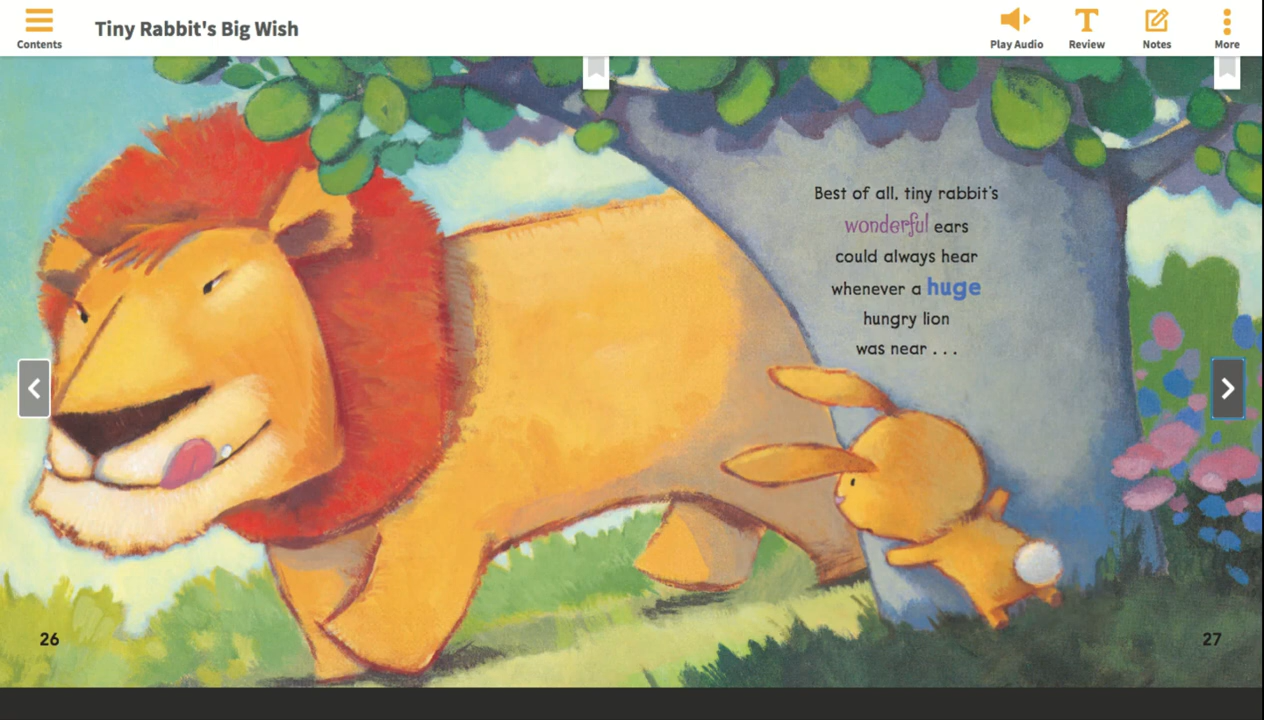 Contents
Tiny Rabbit's Big Wish
Play Audio
Review
Notes
More
Best of all, tiny rabbit's
wonderful ears
could always hear
whenever a huge
hungry lion
was near . . .
26
27